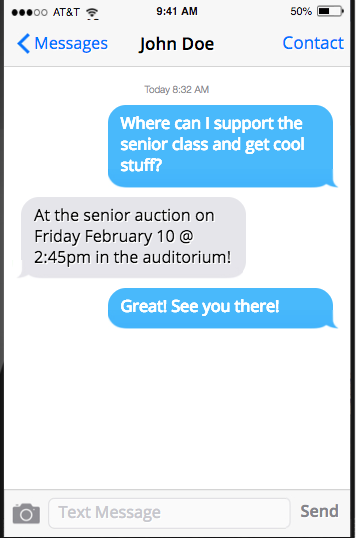 AT&T 9:41 AM 50%
Messages John Doe Contact
Today 8:32 AM
Where can I support the
senior class and get cool
stuff?
At the senior auction on
Friday February 10 @
2:45pm in the auditorium!
Great! See you there!
Text Message Send